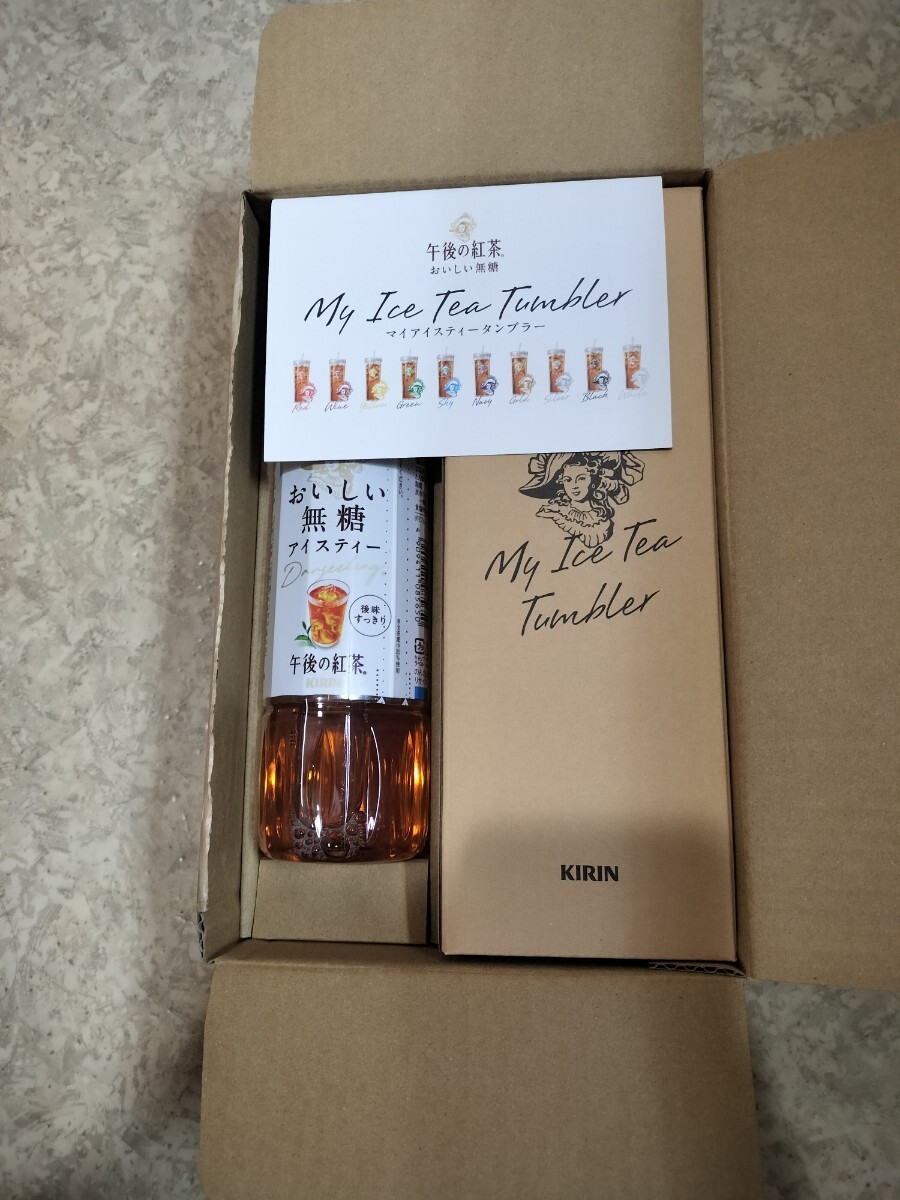 午後の紅茶®
おいしい無糖
My Ice Tea Tumbler
マイアイスティータンブラー
Red Wine Yellow Green Sky Navy Gold Silver Black White
おいしい
無糖
アイスティー
Darjeeling
後味
すっきり
午後の紅茶®
KIRIN
My Ice Tea
Tumbler
KIRIN